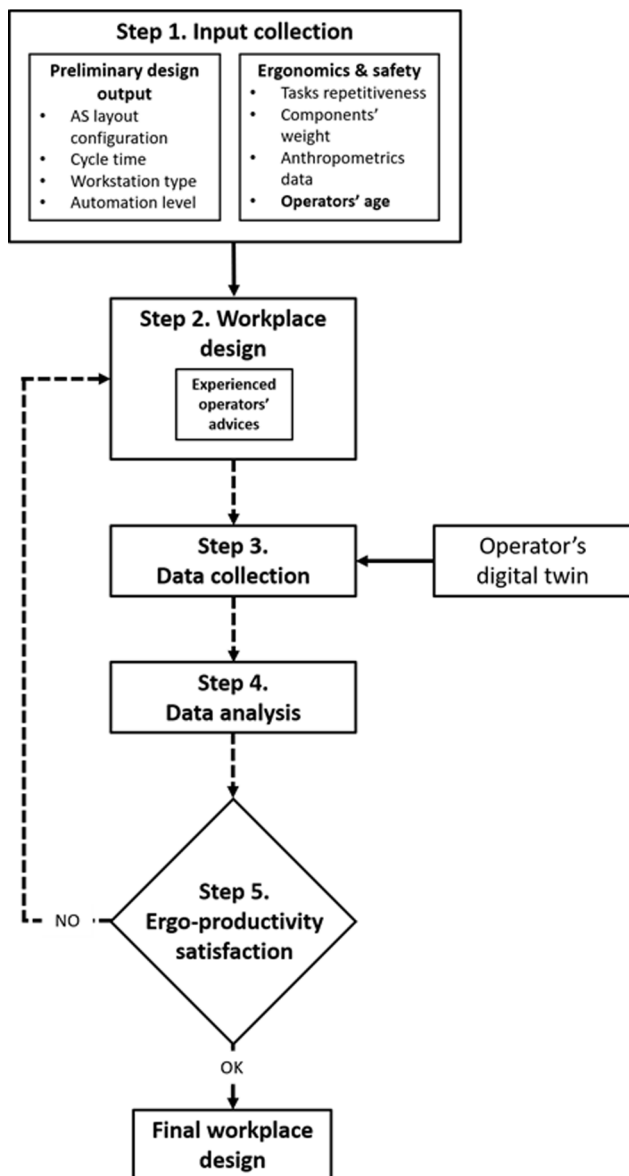 Step 1. Input collection
Preliminary design
output
• AS layout
configuration
• Cycle time
• Workstation type
• Automation level
Ergonomics & safety
• Tasks repetitiveness
• Components'
weight
• Anthropometrics
data
• Operators' age
Step 2. Workplace
design
Experienced
operators'
advices
Step 3.
Data collection
Operator's
digital twin
Step 4.
Data analysis
Step 5.
Ergo-productivity
satisfaction
NO
OK
Final workplace
design